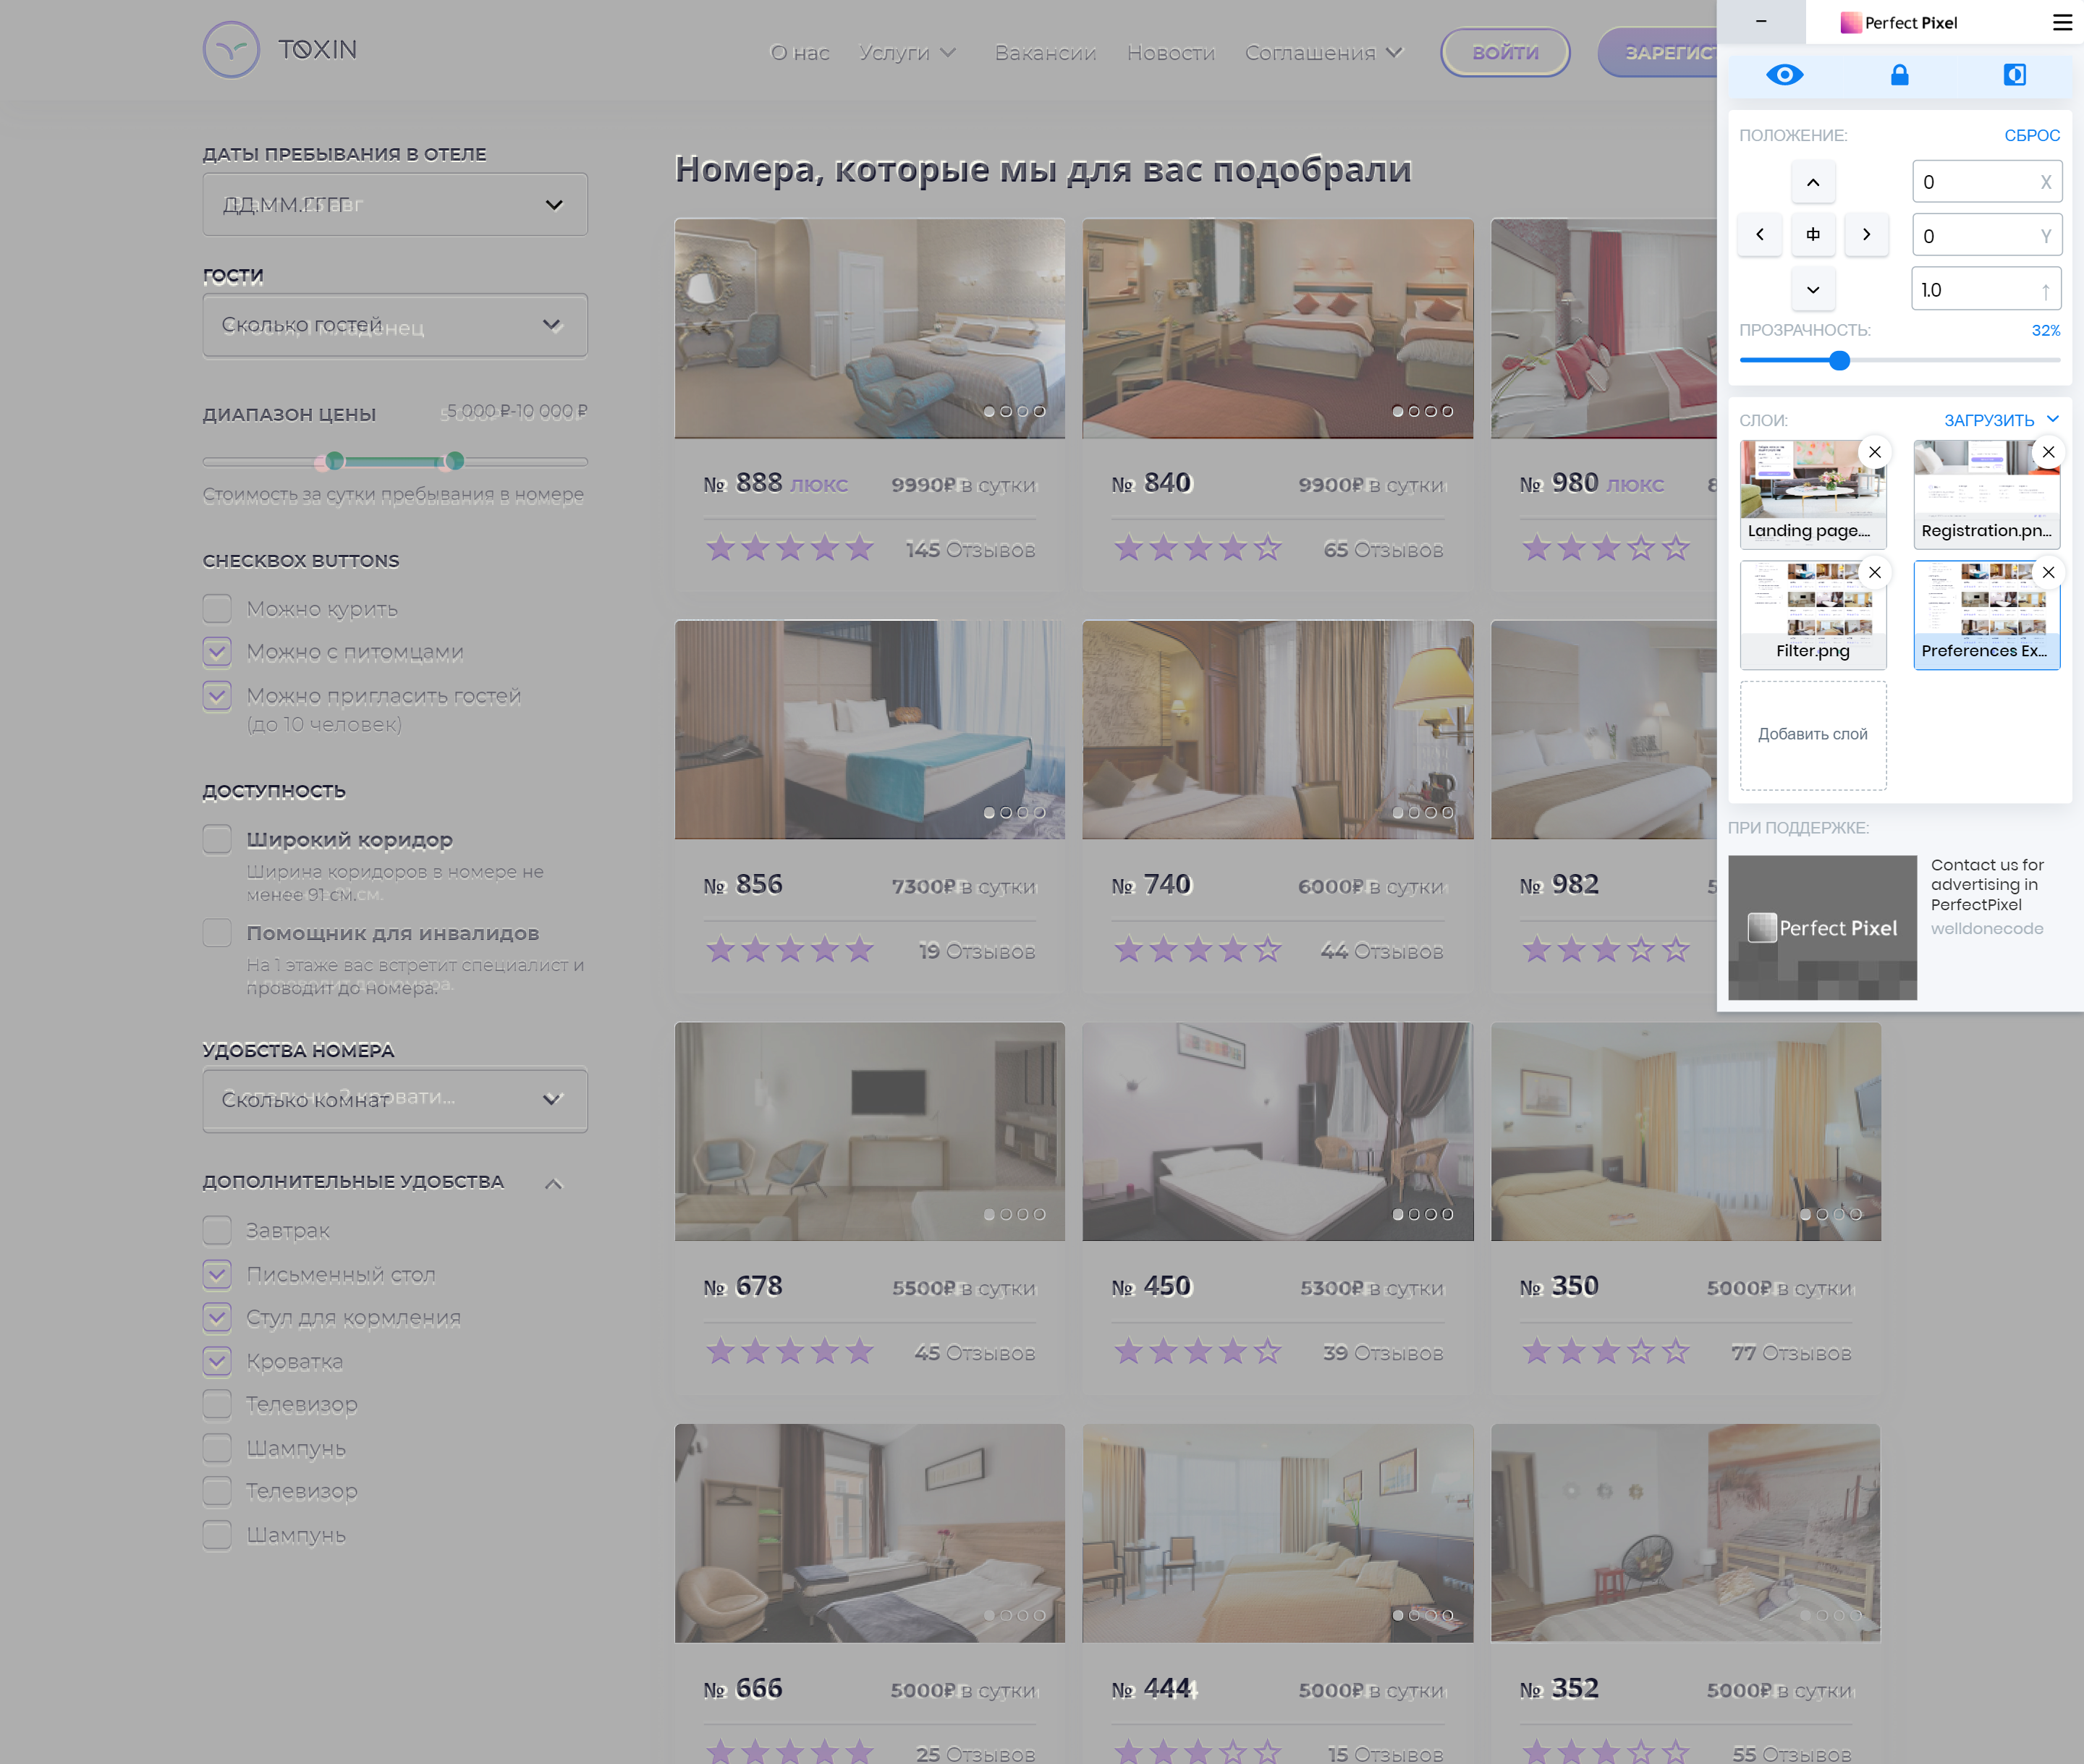 TOXIN
О нас
Услуги
Вакансии
Новости
Соглашения
ВОЙТИ
ЗАРЕГИСТ
ДАТЫ ПРЕБЫВАНИЯ В ОТЕЛЕ
ДД.ММ.ГГГГ
ГОСТИ
Сколько гостей
ДИАПАЗОН ЦЕНЫ
5 000 ₽-10 000 ₽
Стоимость за сутки пребывания в номере
CHECKBOX BUTTONS
Можно курить
Можно с питомцами
Можно пригласить гостей
(до 10 человек)
ДОСТУПНОСТЬ
Широкий коридор
Ширина коридоров в номере не
менее 91 см.
Помощник для инвалидов
На 1 этаже вас встретит специалист и
проводит до номера.
УДОБСТВА НОМЕРА
Сколько комнат
ДОПОЛНИТЕЛЬНЫЕ УДОБСТВА
Завтрак
Письменный стол
Стул для кормления
Кроватка
Телевизор
Шампунь
Телевизор
Шампунь
Номера, которые мы для вас подобрали
№ 888 ЛЮКС 9990₽ в сутки
145 Отзывов
№ 840 9900₽ в сутки
65 Отзывов
№ 980 ЛЮКС 8
№ 856 7300₽ в сутки
19 Отзывов
№ 740 6000₽ в сутки
44 Отзывов
№ 982 5
№ 678 5500₽ в сутки
45 Отзывов
№ 450 5300₽ в сутки
39 Отзывов
№ 350 5000₽ в сутки
77 Отзывов
№ 666 5000₽ в сутки
25 Отзывов
№ 444 5000₽ в сутки
15 Отзывов
№ 352 5000₽ в сутки
55 Отзывов
Perfect Pixel
ПОЛОЖЕНИЕ:
СБРОС
0 X
0 Y
1.0 ↑
ПРОЗРАЧНОСТЬ:
32%
СЛОИ:
ЗАГРУЗИТЬ
Landing page....
Registration.pn...
Filter.png
Preferences Ex...
Добавить слой
ПРИ ПОДДЕРЖКЕ:
Perfect Pixel
Contact us for
advertising in
PerfectPixel
welldonecode